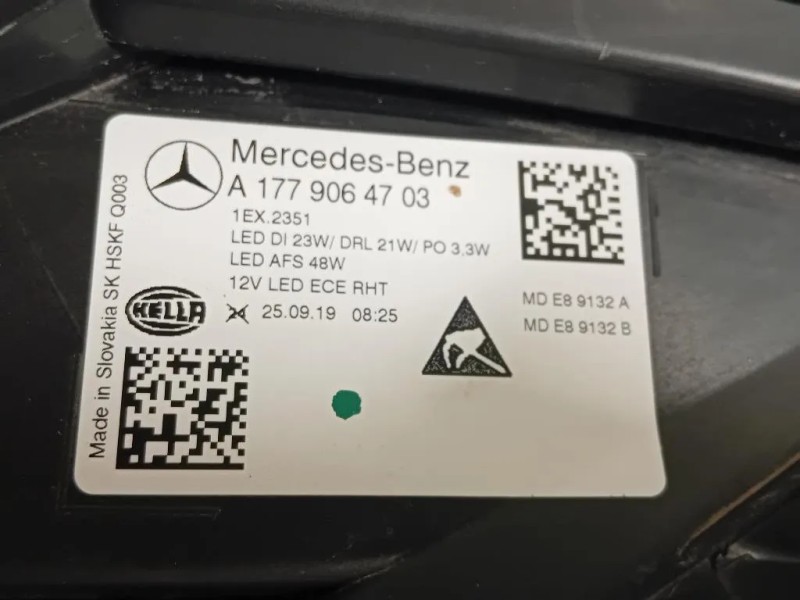 Mercedes-Benz
A 177 906 47 03
1EX.2351
LED DI 23W/ DRL 21W/ PO 3,3W
LED AFS 48W
12V LED ECE RHT
HELLA
25.09.19 08:25
MD E8 9132 A
MD E8 9132 B
Made in Slovakia SK HSKF Q003